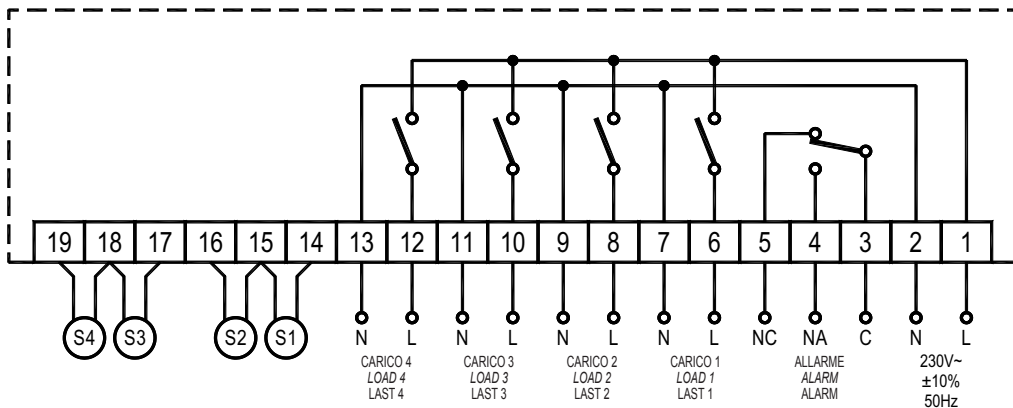 19 18 17 16 15 14 13 12 11 10 9 8 7 6 5 4 3 2 1
S4 S3 S2 S1 N L N L N L N L NC NA C N L
CARICO 4
LOAD 4
LAST 4
CARICO 3
LOAD 3
LAST 3
CARICO 2
LOAD 2
LAST 2
CARICO 1
LOAD 1
LAST 1
ALLARME
ALARM
ALARM
230V~
±10%
50Hz